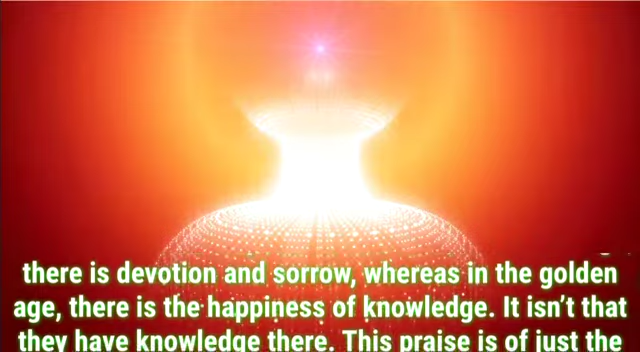 there is devotion and sorrow, whereas in the golden
age, there is the happiness of knowledge. It isn't that
they have knowledge there. This praise is of just the